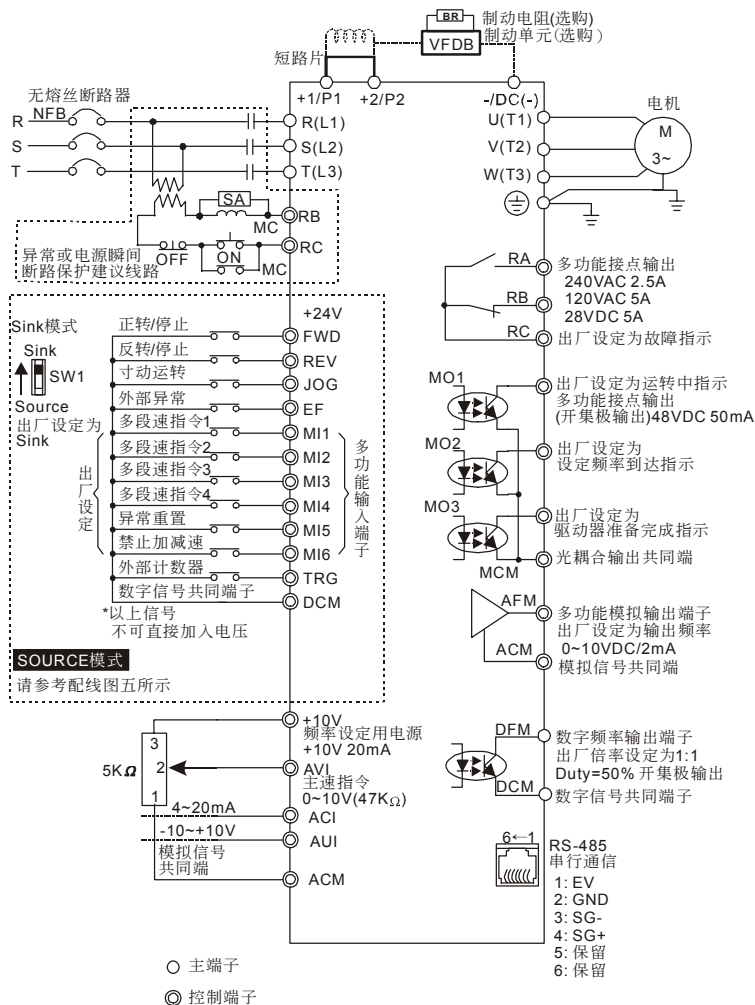 BR
制动电阻(选购)
制动单元(选购)
VFDB
短路片
+1/P1
+2/P2
-/DC(-)
无熔丝断路器
NFB
R
S
T
R(L1)
S(L2)
T(L3)
U(T1)
V(T2)
W(T3)
电机
M
3~
SA
MC
RB
RC
OFF
ON
MC
异常或电源瞬间
断路保护建议线路
RA
RB
RC
多功能接点输出
240VAC 2.5A
120VAC 5A
28VDC 5A
出厂设定为故障指示
Sink模式
Sink
SW1
Source
出厂设定为
Sink
+24V
正转/停止
FWD
反转/停止
REV
寸动运转
JOG
外部异常
EF
多段速指令1
MI1
多段速指令2
MI2
多段速指令3
MI3
多段速指令4
MI4
异常重置
MI5
禁止加减速
MI6
外部计数器
TRG
数字信号共同端子
DCM
出厂设定
多功能输入端子
*以上信号
不可直接加入电压
SOURCE模式
请参考配线图五所示
MO1
出厂设定为运转中指示
多功能接点输出
(开集极输出)48VDC 50mA
MO2
出厂设定为
设定频率到达指示
MO3
出厂设定为
驱动器准备完成指示
MCM
光耦合输出共同端
AFM
多功能模拟输出端子
出厂设定为输出频率
0~10VDC/2mA
ACM
模拟信号共同端
DFM
数字频率输出端子
出厂倍率设定为1:1
Duty=50% 开集极输出
DCM
数字信号共同端子
+10V
频率设定用电源
+10V 20mA
3
2
1
5KΩ
AVI
主速指令
0~10V(47KΩ)
4~20mA
ACI
-10~+10V
AUI
模拟信号
共同端
ACM
6←1
RS-485
串行通信
1: EV
2: GND
3: SG-
4: SG+
5: 保留
6: 保留
主端子
控制端子